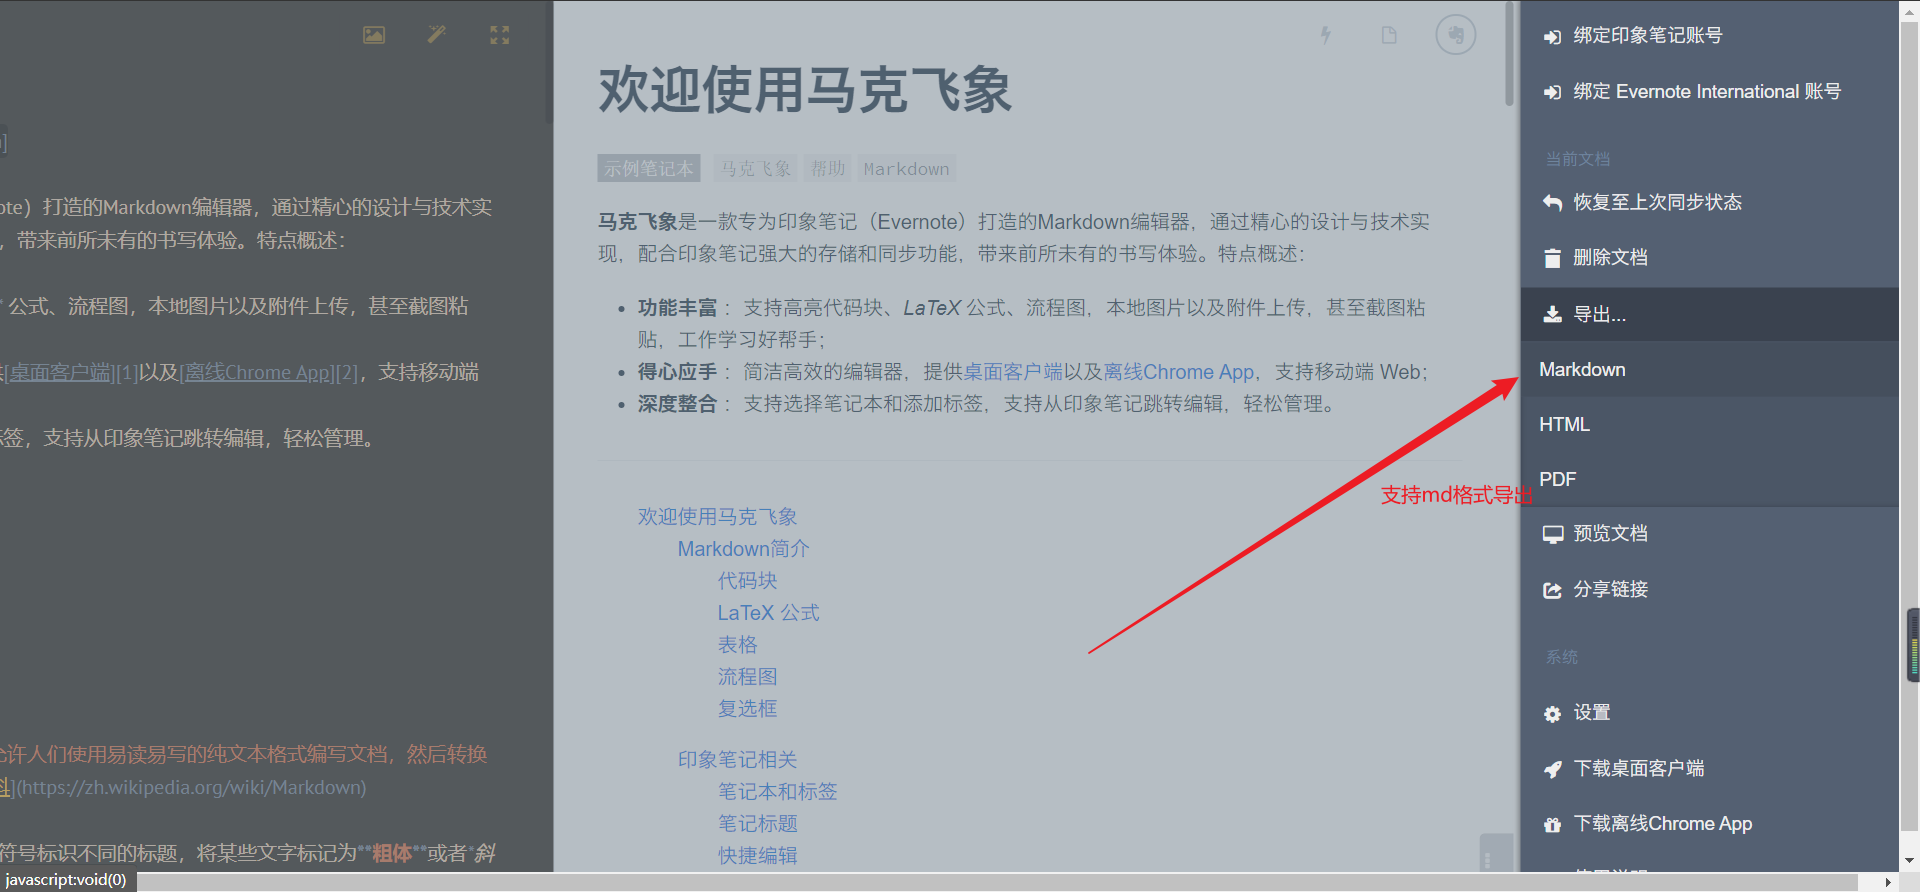 ote）打造的Markdown编辑器，通过精心的设计与技术实
，带来前所未有的书写体验。特点概述：
公式、流程图，本地图片以及附件上传，甚至截图粘
[桌面客户端][1]以及[离线Chrome App][2]，支持移动端
签，支持从印象笔记跳转编辑，轻松管理。
许人们使用易读易写的纯文本格式编写文档，然后转换
](https://zh.wikipedia.org/wiki/Markdown)
符号标识不同的标题，将某些文字标记为**粗体**或者*斜
javascript:void(0)
欢迎使用马克飞象
示例笔记本 马克飞象 帮助 Markdown
马克飞象是一款专为印象笔记（Evernote）打造的Markdown编辑器，通过精心的设计与技术实
现，配合印象笔记强大的存储和同步功能，带来前所未有的书写体验。特点概述：
• 功能丰富 ：支持高亮代码块、LaTeX 公式、流程图，本地图片以及附件上传，甚至截图粘
贴，工作学习好帮手；
• 得心应手 ：简洁高效的编辑器，提供桌面客户端以及离线Chrome App，支持移动端 Web；
• 深度整合 ：支持选择笔记本和添加标签，支持从印象笔记跳转编辑，轻松管理。
支持md格式导出
欢迎使用马克飞象
Markdown简介
代码块
LaTeX 公式
表格
流程图
复选框
印象笔记相关
笔记本和标签
笔记标题
快捷编辑
绑定印象笔记账号
绑定 Evernote International 账号
当前文档
恢复至上次同步状态
删除文档
导出...
Markdown
HTML
PDF
预览文档
分享链接
系统
设置
下载桌面客户端
下载离线Chrome App